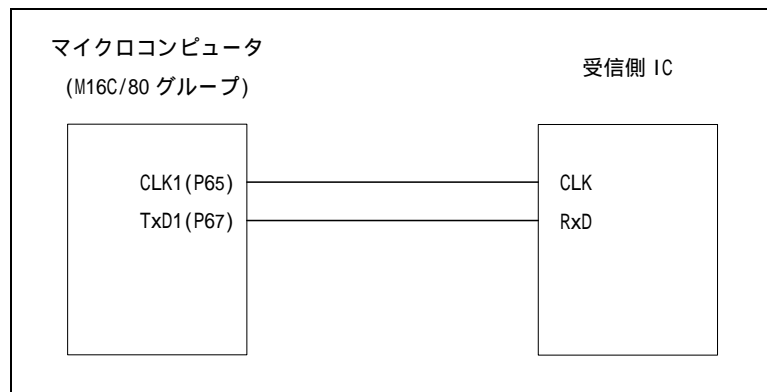 マイクロコンピュータ
(M16C/80 グループ)
受信側 IC
CLK1(P65)
CLK
TxD1(P67)
RxD